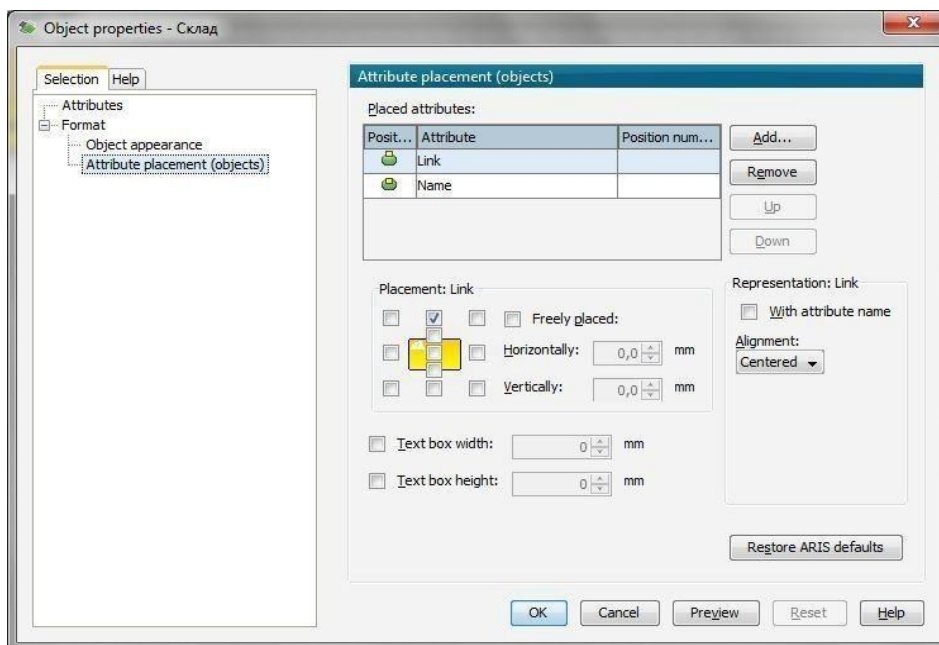 Object properties - Склад
Selection Help
Attributes
Format
Object appearance
Attribute placement (objects)
Attribute placement (objects)
Placed attributes:
Posit... Attribute Position num...
Link
Name
Add...
Remove
Up
Down
Placement: Link
Freely placed:
Horizontally: 0,0 mm
Vertically: 0,0 mm
Text box width: 0 mm
Text box height: 0 mm
Representation: Link
With attribute name
Alignment:
Centered
Restore ARIS defaults
OK Cancel Preview Reset Help